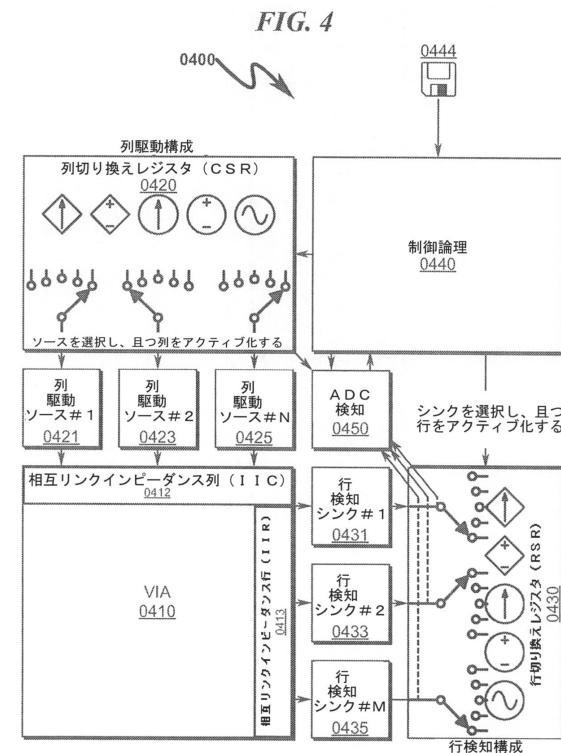 FIG. 4
0400
0444
列駆動構成
列切り換えレジスタ(CSR)
0420
制御論理
0440
ソースを選択し、且つ列をアクティブ化する
列
駆動
ソース#1
0421
列
駆動
ソース#2
0423
列
駆動
ソース#N
0425
ADC
検知
0450
シンクを選択し、且つ
行をアクティブ化する
相互リンクインピーダンス列(IIC)
0412
VIA
0410
相互リンクインピーダンス行(IIR)
0413
行
検知
シンク#1
0431
行
検知
シンク#2
0433
行
検知
シンク#M
0435
行切り換えレジスタ(RSR)
0430
行検知構成